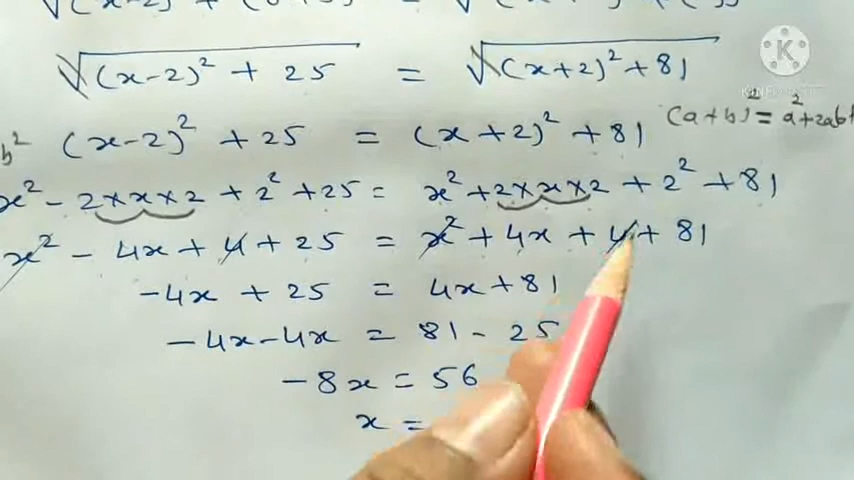 √(x-2)² + 25 = √(x+2)² + 81
(x-2)² + 25 = (x+2)² + 81
(a+b)² = a² + 2ab+
b²
x² - 2×x×2 + 2² + 25 = x² + 2×x×2 + 2² + 81
x² - 4x + 4 + 25 = x² + 4x + 4 + 81
-4x + 25 = 4x + 81
-4x - 4x = 81 - 25
-8x = 56
x =